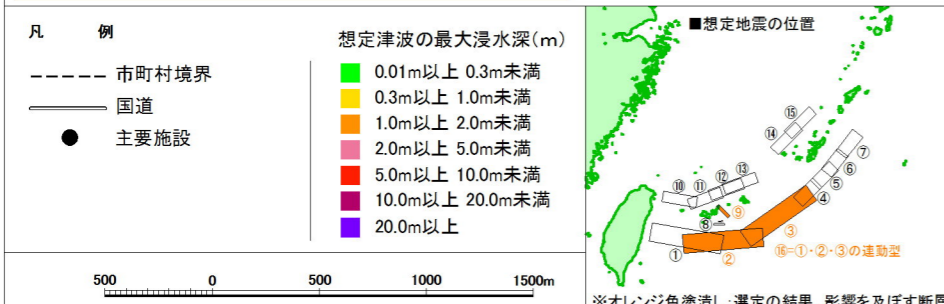 凡 例
市町村境界
国道
主要施設
500 0 500 1000 1500m
想定津波の最大浸水深(m)
0.01m以上 0.3m未満
0.3m以上 1.0m未満
1.0m以上 2.0m未満
2.0m以上 5.0m未満
5.0m以上 10.0m未満
10.0m以上 20.0m未満
20.0m以上
■想定地震の位置
⑮
⑭
⑦
⑥
⑤
④
⑬
⑫
⑪
⑩
⑨
⑧
③
①
②
⑯=①・②・③の連動型
※オレンジ色塗潰し:選定の結果、影響を及ぼす断層